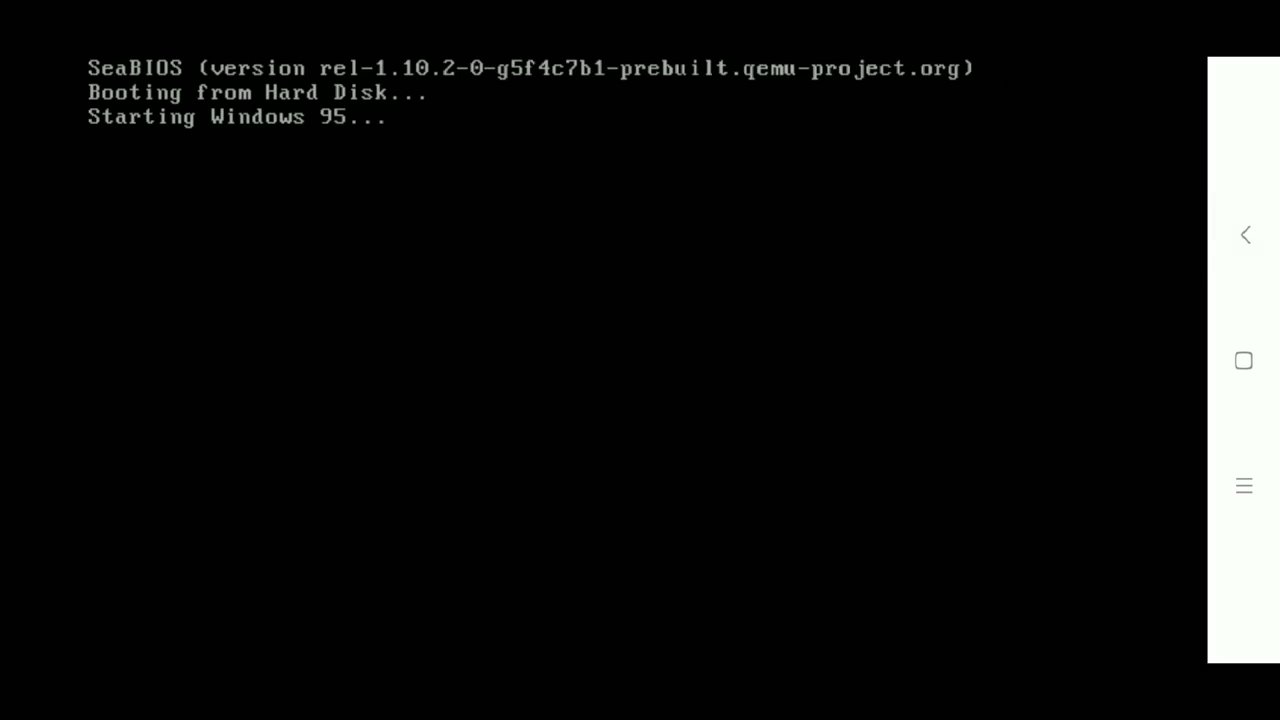 SeaBIOS (version rel-1.10.2-0-g5f4c7b1-prebuilt.qemu-project.org)
Booting from Hard Disk...
Starting Windows 95...